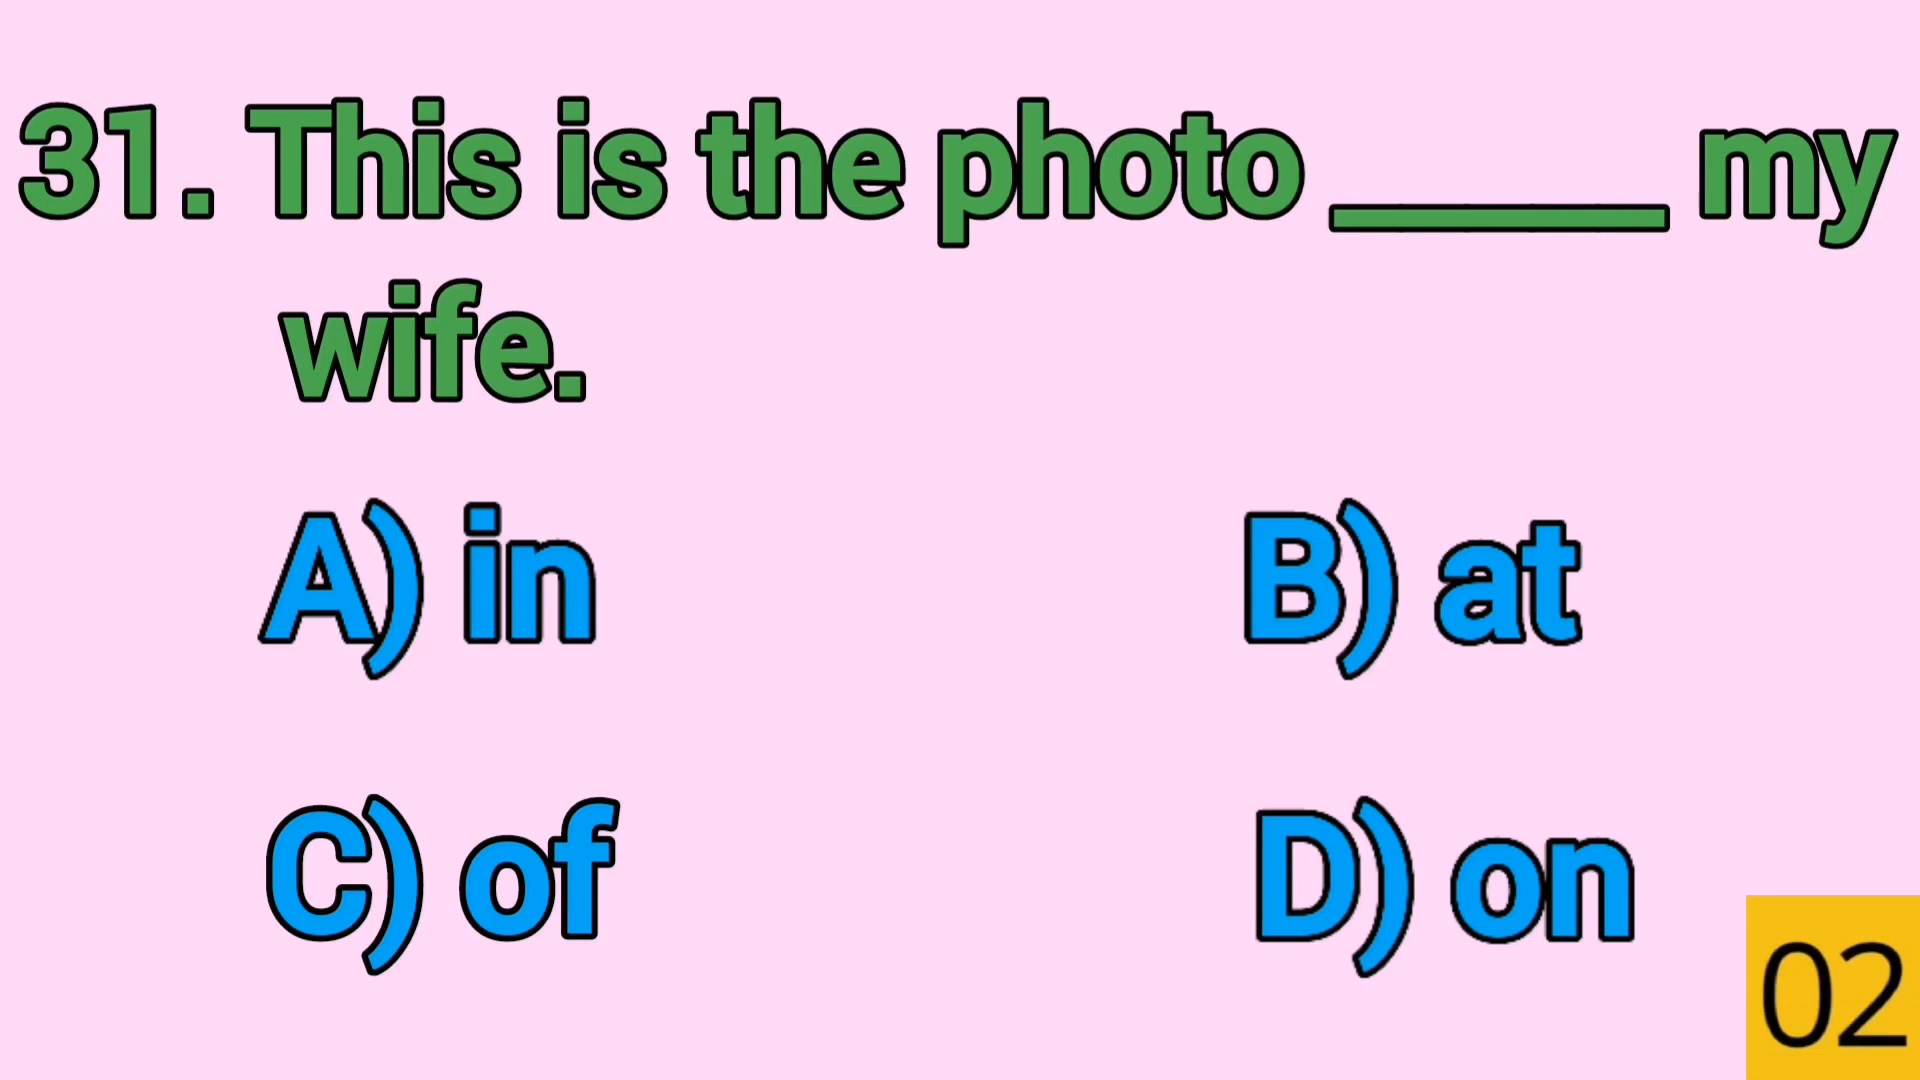 31. This is the photo _____ my
wife.
A) in B) at
C) of D) on
02